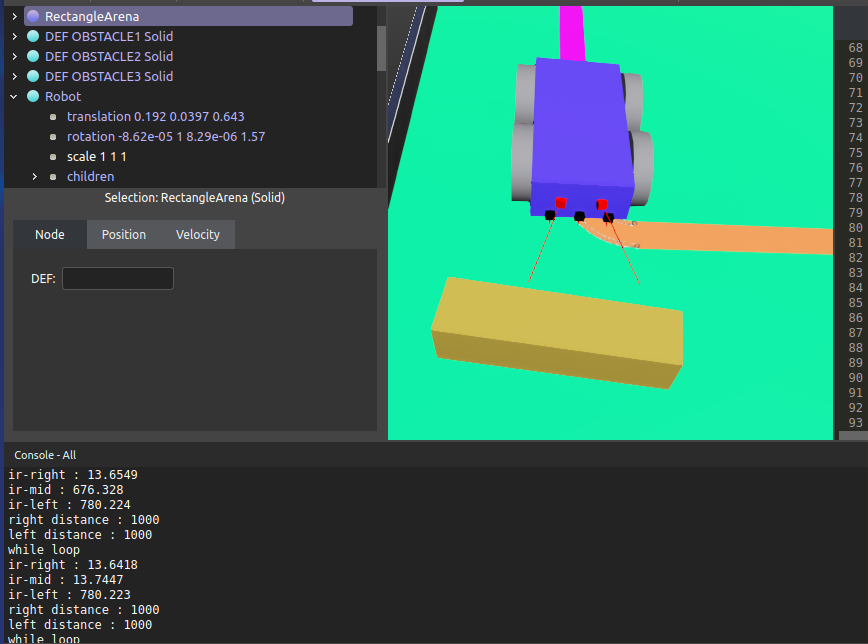 RectangleArena
DEF OBSTACLE1 Solid
DEF OBSTACLE2 Solid
DEF OBSTACLE3 Solid
Robot
translation 0.192 0.0397 0.643
rotation -8.62e-05 1 8.29e-06 1.57
scale 1 1 1
children
Selection: RectangleArena (Solid)
Node Position Velocity
DEF:
68
69
70
71
72
73
74
75
76
77
78
79
80
81
82
83
84
85
86
87
88
89
90
91
92
93
Console - All
ir-right : 13.6549
ir-mid : 676.328
ir-left : 780.224
right distance : 1000
left distance : 1000
while loop
ir-right : 13.6418
ir-mid : 13.7447
ir-left : 780.223
right distance : 1000
left distance : 1000
while loop